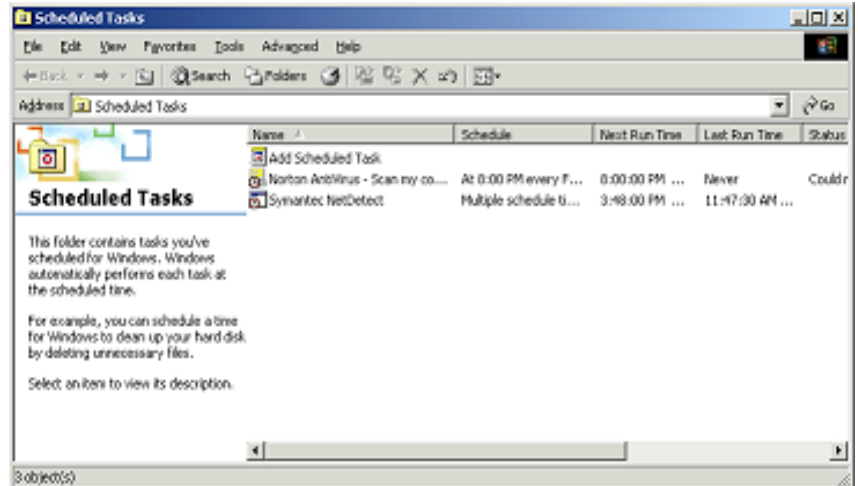 Scheduled Tasks
File Edit View Favorites Tools Advanced Help
Back Search Folders
Address Scheduled Tasks Go
Name Schedule Next Run Time Last Run Time Status
Add Scheduled Task
Norton AntiVirus - Scan my co... At 8:00 PM every F... 8:00:00 PM ... Never Could r
Symantec NetDetect Multiple schedule ti... 3:48:00 PM ... 11:47:30 AM ...
Scheduled Tasks
This folder contains tasks you've
scheduled for Windows. Windows
automatically performs each task at
the scheduled time.
For example, you can schedule a time
for Windows to clean up your hard disk
by deleting unnecessary files.
Select an item to view its description.
3 object(s)